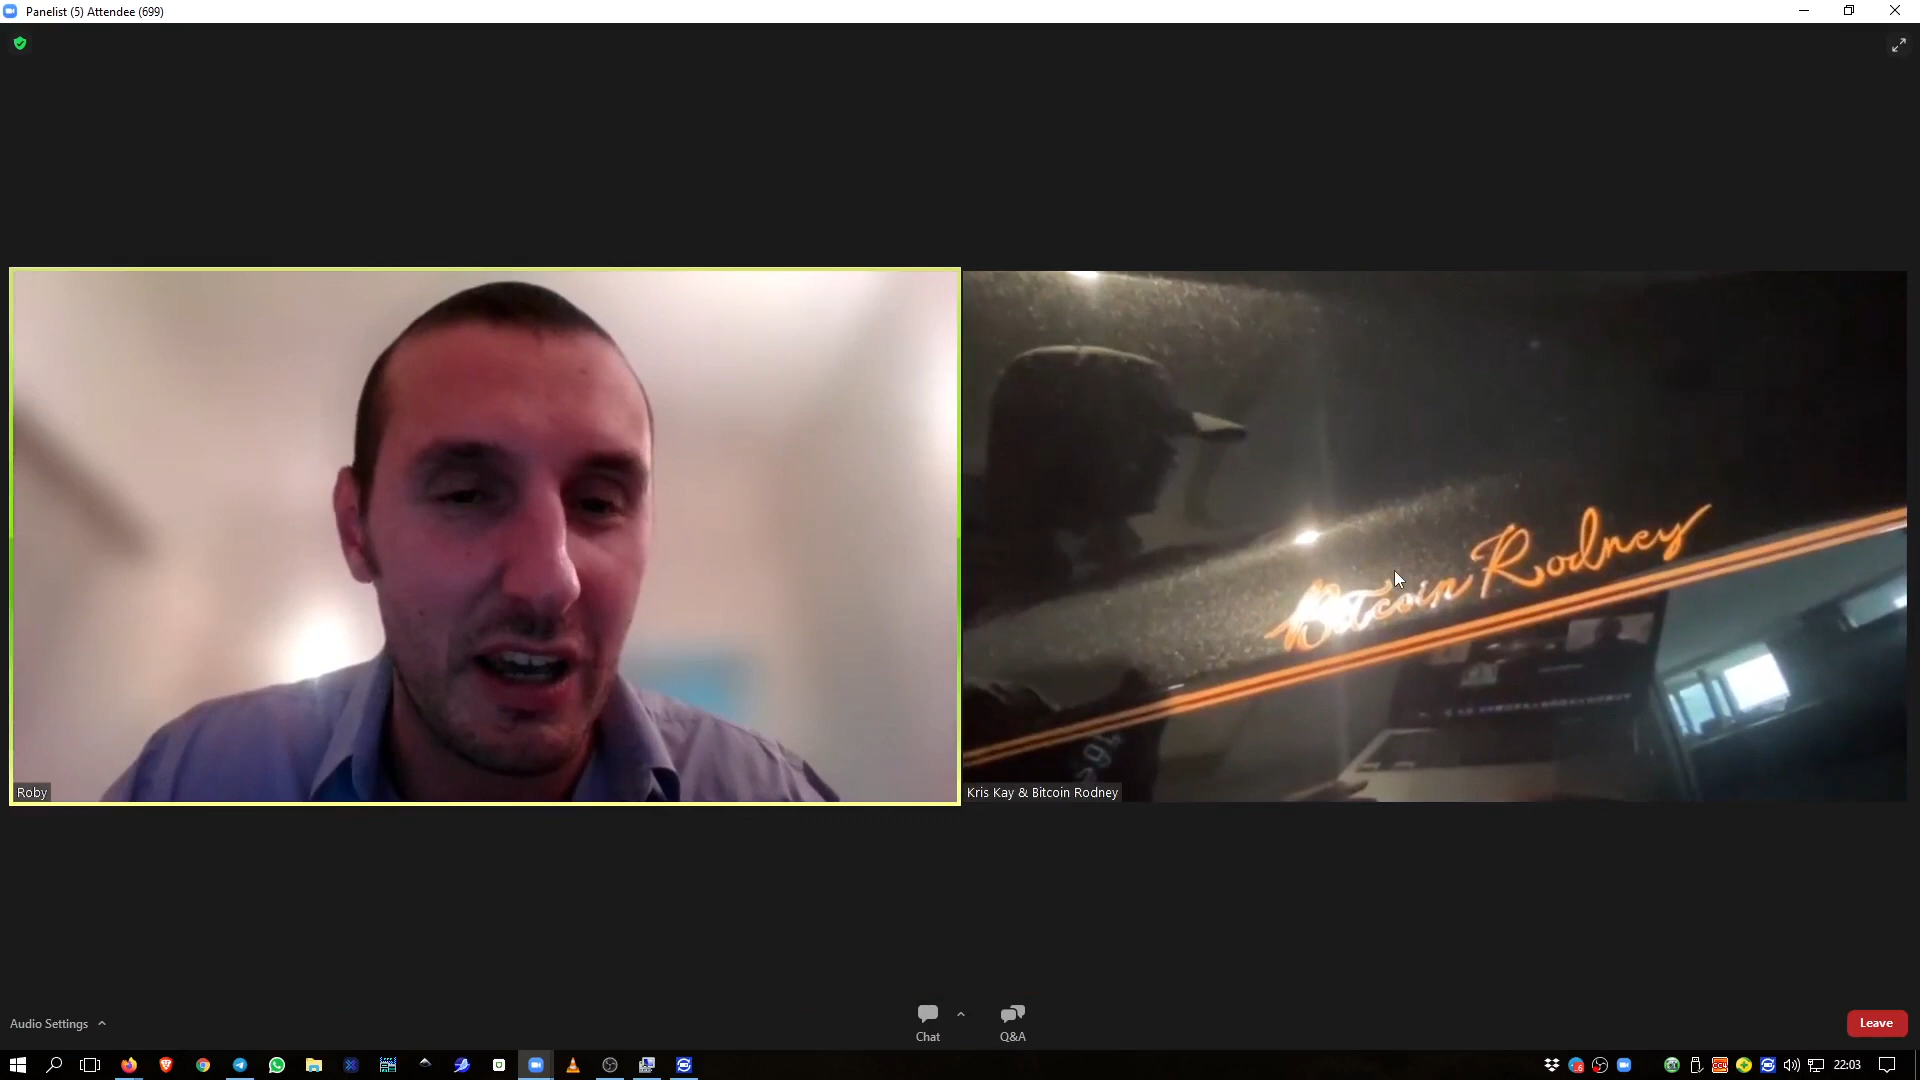 Panelist (5) Attendee (699)
Bitcoin Rodney
Roby
Kris Kay & Bitcoin Rodney
Audio Settings
Chat
Q&A
Leave
22:03